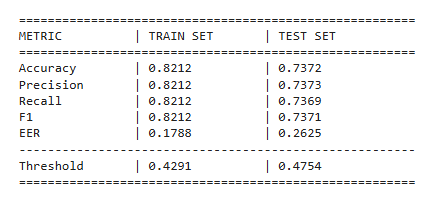 =======================================================
METRIC | TRAIN SET | TEST SET
=======================================================
Accuracy | 0.8212 | 0.7372
Precision | 0.8212 | 0.7373
Recall | 0.8212 | 0.7369
F1 | 0.8212 | 0.7371
EER | 0.1788 | 0.2625
-------------------------------------------------------
Threshold | 0.4291 | 0.4754
=======================================================